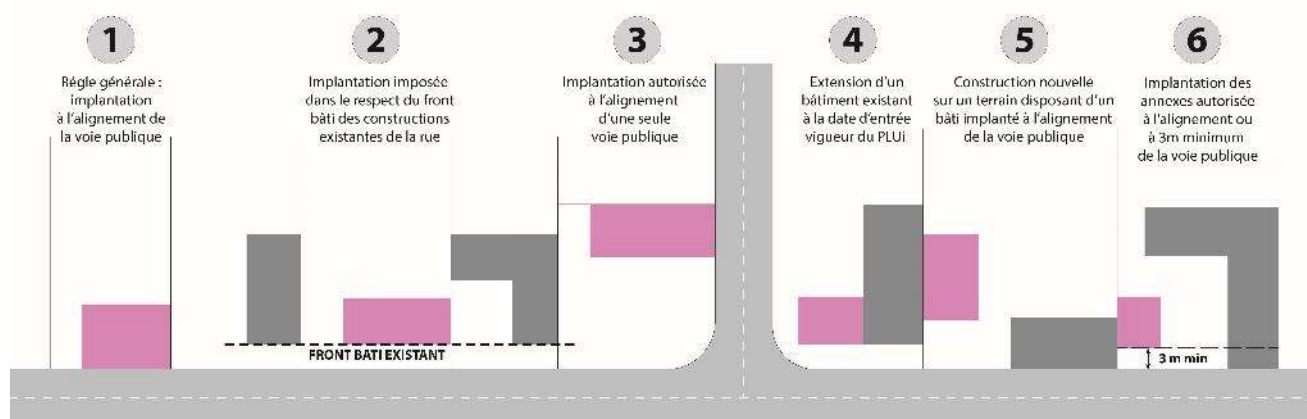 1
Règle générale :
implantation
à l'alignement de
la voie publique
2
Implantation imposée
dans le respect du front
bâti des constructions
existantes de la rue
3
Implantation autorisée
à l'alignement
d'une seule
voie publique
4
Extension d'un
bâtiment existant
à la date d'entrée
vigueur du PLUi
5
Construction nouvelle
sur un terrain disposant d'un
bâti implanté à l'alignement
de la voie publique
6
Implantation des
annexes autorisée
à l'alignement ou
à 3m minimum
de la voie publique
FRONT BATI EXISTANT
3 m min